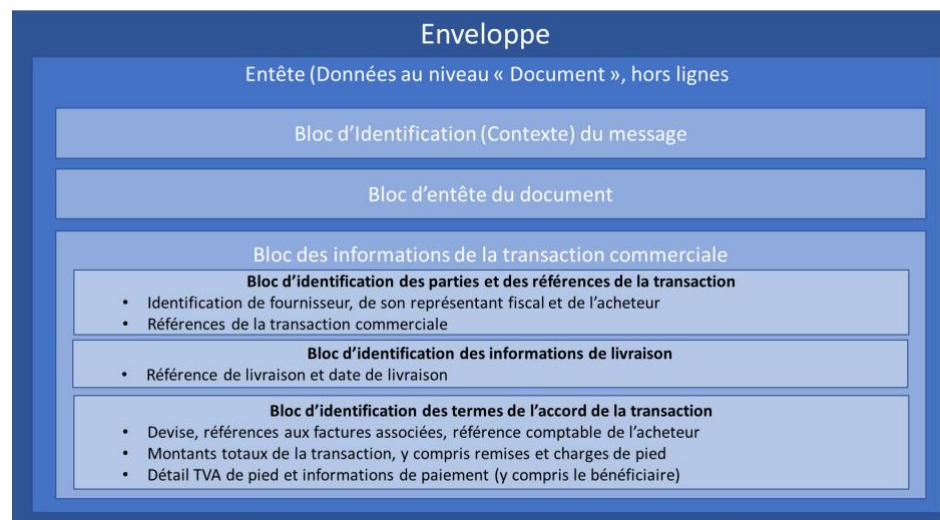 Enveloppe
Entête (Données au niveau « Document », hors lignes
Bloc d'Identification (Contexte) du message
Bloc d'entête du document
Bloc des informations de la transaction commerciale
Bloc d'identification des parties et des références de la transaction
• Identification de fournisseur, de son représentant fiscal et de l'acheteur
• Références de la transaction commerciale
Bloc d'identification des informations de livraison
• Référence de livraison et date de livraison
Bloc d'identification des termes de l'accord de la transaction
• Devise, références aux factures associées, référence comptable de l'acheteur
• Montants totaux de la transaction, y compris remises et charges de pied
• Détail TVA de pied et informations de paiement (y compris le bénéficiaire)